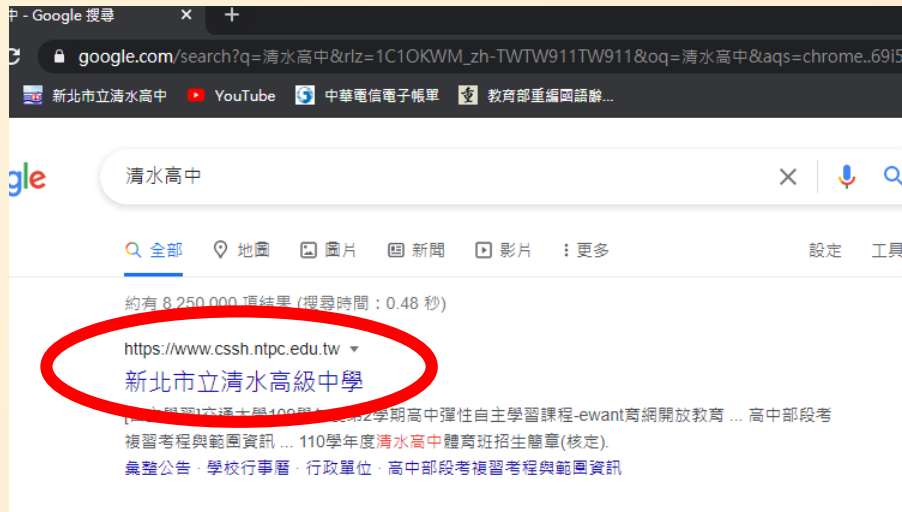 中 - Google 搜尋
google.com/search?q=清水高中&rlz=1C1OKWM_zh-TWTW911TW911&oq=清水高中&aqs=chrome..69i5
新北市立清水高中 YouTube 中華電信電子帳單 教育部重編國語辭...
gle
清水高中
全部 地圖 圖片 新聞 影片 更多 設定 工具
約有 8,250,000 項結果 (搜尋時間：0.48 秒)
https://www.cssh.ntpc.edu.tw
新北市立清水高級中學
交通大學109學年度第2學期高中彈性自主學習課程-ewant育網開放教育 ... 高中部段考
複習考程與範圍資訊 ... 110學年度清水高中體育班招生簡章(核定).
彙整公告 · 學校行事曆 · 行政單位 · 高中部段考複習考程與範圍資訊